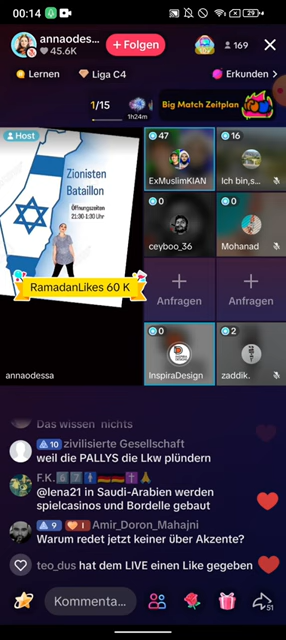 00:14
29
annaodes...
45.6K
+ Folgen
169
Lernen
Liga C4
Erkunden >
1/15
1h24m
Big Match Zeitplan
Host
Zionisten
Bataillon
Öffnungszeiten
21:30-1:30 Uhr
RamadanLikes 60 K
annaodessa
47
ExMuslimKIAN
16
Ich bin,s...
0
ceyboo_36
0
Mohanad
Anfragen
Anfragen
0
InspiraDesign
2
zaddik.
Das wissen nichts
10 zivilisierte Gesellschaft
weil die PALLYS die Lkw plündern
F.K.
@lena21 in Saudi-Arabien werden
spielcasinos und Bordelle gebaut
9 I Amir_Doron_Mahajni
Warum redet jetzt keiner über Akzente?
teo_dus hat dem LIVE einen Like gegeben
Kommenta...
51